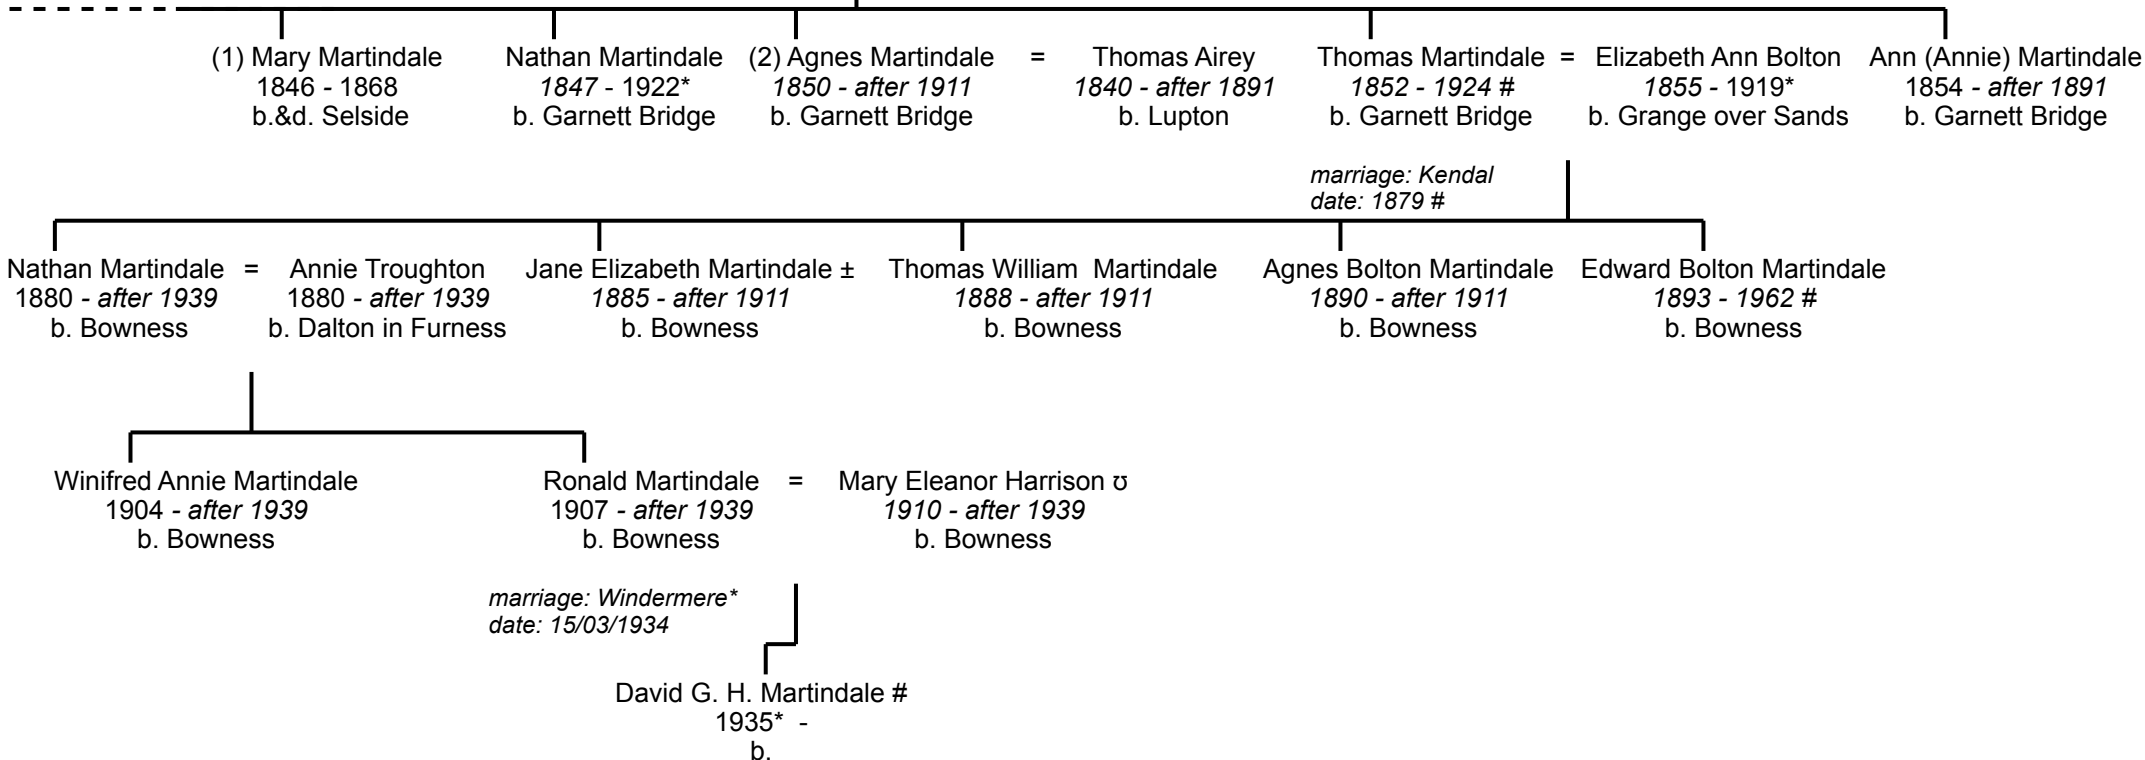 (1) Mary Martindale
1846 - 1868
b.&d. Selside
Nathan Martindale
1847 - 1922*
b. Garnett Bridge
(2) Agnes Martindale
1850 - after 1911
b. Garnett Bridge
=
Thomas Airey
1840 - after 1891
b. Lupton
Thomas Martindale
1852 - 1924 #
b. Garnett Bridge
=
Elizabeth Ann Bolton
1855 - 1919*
b. Grange over Sands
Ann (Annie) Martindale
1854 - after 1891
b. Garnett Bridge
marriage: Kendal
date: 1879 #
Nathan Martindale
1880 - after 1939
b. Bowness
=
Annie Troughton
1880 - after 1939
b. Dalton in Furness
Jane Elizabeth Martindale ±
1885 - after 1911
b. Bowness
Thomas William  Martindale
1888 - after 1911
b. Bowness
Agnes Bolton Martindale
1890 - after 1911
b. Bowness
Edward Bolton Martindale
1893 - 1962 #
b. Bowness
Winifred Annie Martindale
1904 - after 1939
b. Bowness
Ronald Martindale
1907 - after 1939
b. Bowness
=
Mary Eleanor Harrison ʊ
1910 - after 1939
b. Bowness
marriage: Windermere*
date: 15/03/1934
David G. H. Martindale #
1935*  -
b.